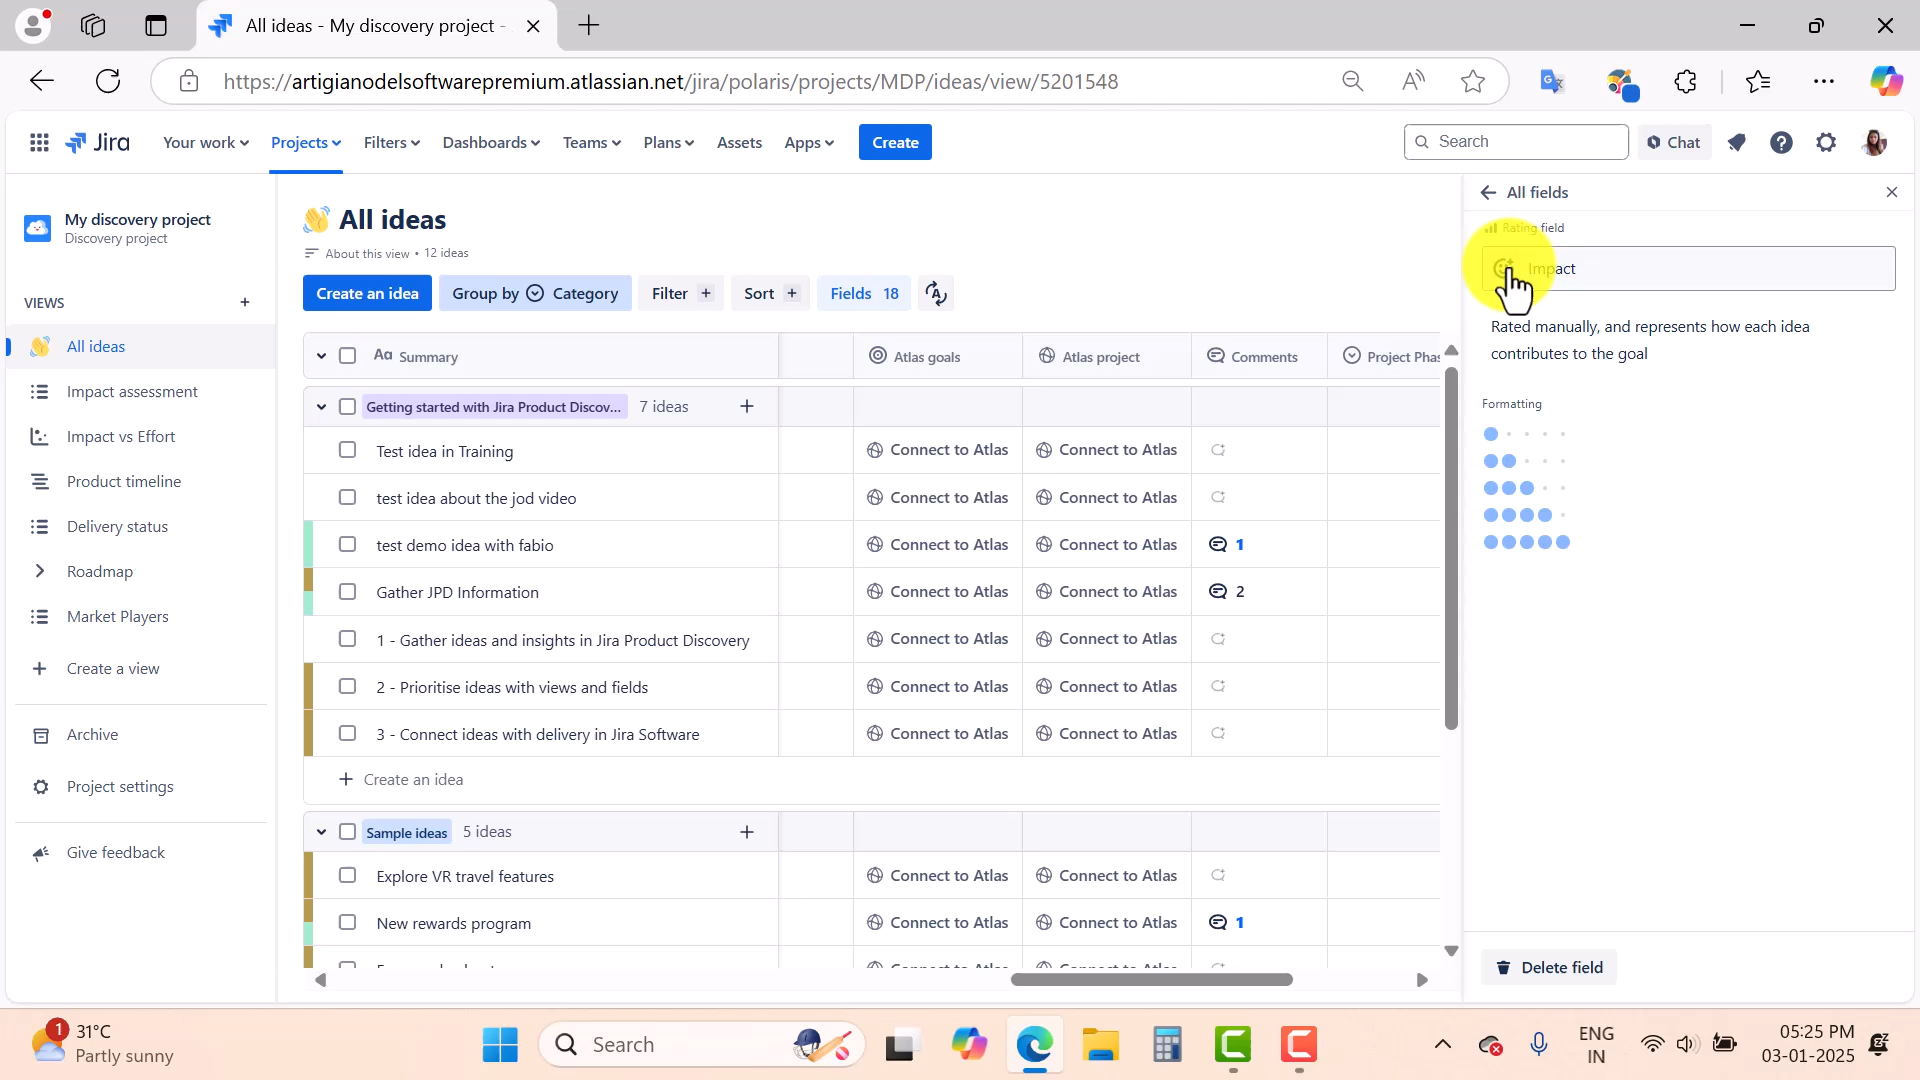 All ideas - My discovery project -
https://artigianodelsoftwarepremium.atlassian.net/jira/polaris/projects/MDP/ideas/view/5201548
Jira
Your work
Projects
Filters
Dashboards
Teams
Plans
Assets
Apps
Create
Search
Chat
My discovery project
Discovery project
VIEWS
All ideas
Impact assessment
Impact vs Effort
Product timeline
Delivery status
Roadmap
Market Players
Create a view
Archive
Project settings
Give feedback
All ideas
About this view • 12 ideas
Create an idea
Group by Category
Filter
Sort
Fields 18
Aa Summary
Atlas goals
Atlas project
Comments
Project Phas
Getting started with Jira Product Discov... 7 ideas
Test idea in Training Connect to Atlas Connect to Atlas
test idea about the jod video Connect to Atlas Connect to Atlas
test demo idea with fabio Connect to Atlas Connect to Atlas 1
Gather JPD Information Connect to Atlas Connect to Atlas 2
1 - Gather ideas and insights in Jira Product Discovery Connect to Atlas Connect to Atlas
2 - Prioritise ideas with views and fields Connect to Atlas Connect to Atlas
3 - Connect ideas with delivery in Jira Software Connect to Atlas Connect to Atlas
+ Create an idea
Sample ideas 5 ideas
Explore VR travel features Connect to Atlas Connect to Atlas
New rewards program Connect to Atlas Connect to Atlas 1
All fields
Rating field
Impact
Rated manually, and represents how each idea
contributes to the goal
Formatting
Delete field
1
31°C
Partly sunny
Search
ENG
IN
05:25 PM
03-01-2025